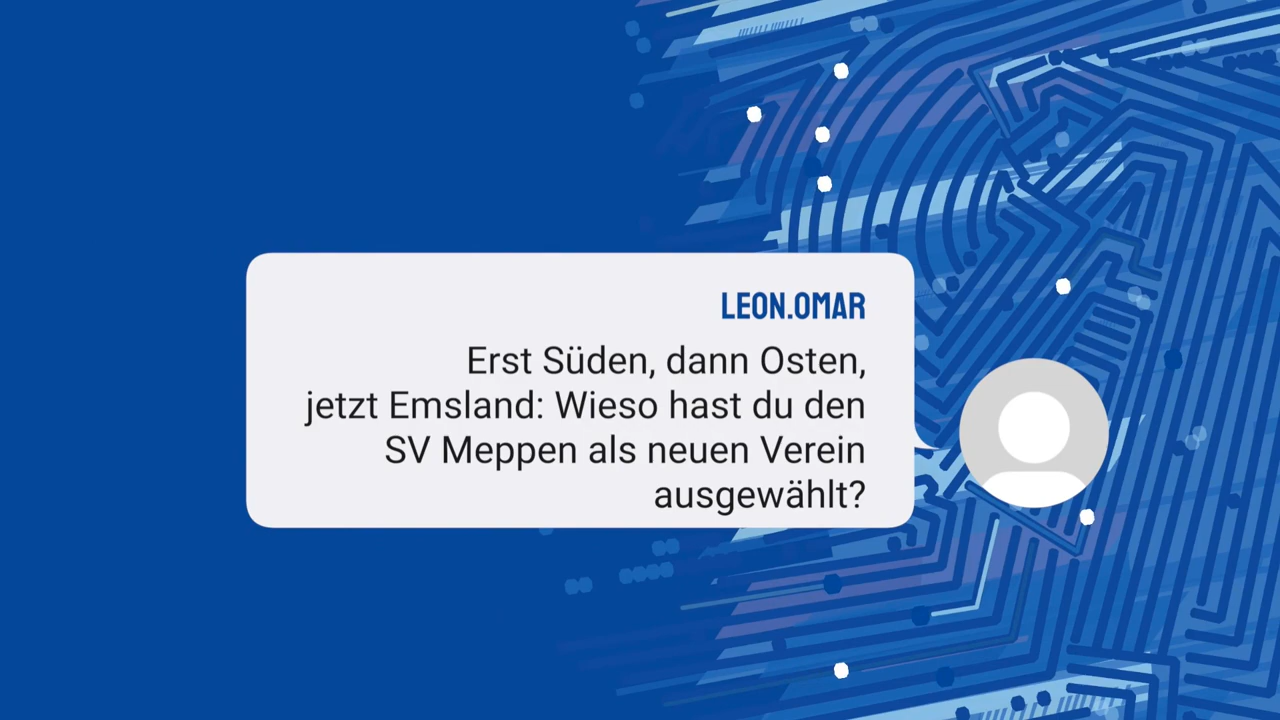 LEON.OMAR
Erst Süden, dann Osten,
jetzt Emsland: Wieso hast du den
SV Meppen als neuen Verein
ausgewählt?